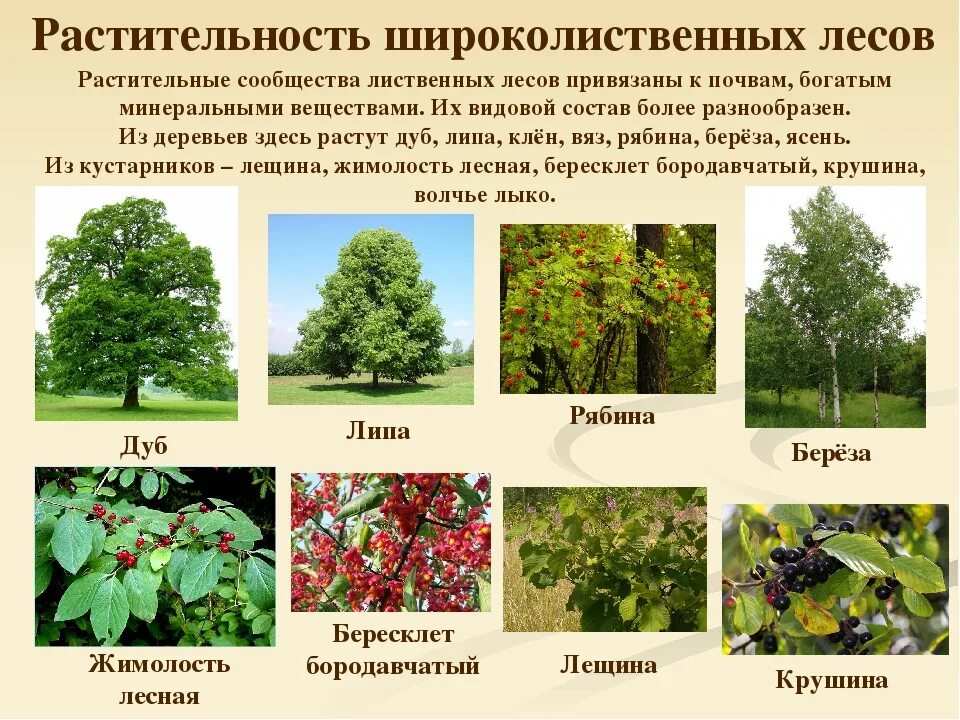 Растительность широколиственных лесов
Растительные сообщества лиственных лесов привязаны к почвам, богатым
минеральными веществами. Их видовой состав более разнообразен.
Из деревьев здесь растут дуб, липа, клён, вяз, рябина, берёза, ясень.
Из кустарников – лещина, жимолость лесная, бересклет бородавчатый, крушина,
волчье лыко.
Дуб
Липа
Рябина
Берёза
Жимолость
лесная
Бересклет
бородавчатый
Лещина
Крушина